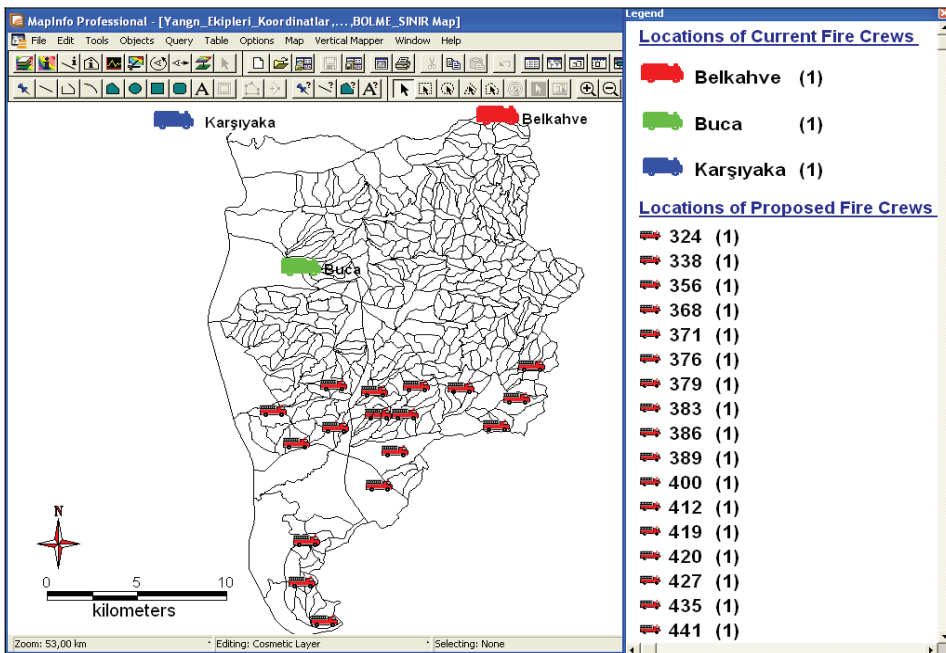 MapInfo Professional - [Yangn_Ekipleri_Koordinatlar,...,BOLME_SINIR Map]
File Edit Tools Objects Query Table Options Map Vertical Mapper Window Help
Karşıyaka
Belkahve
Buca
N
0 5 10
kilometers
Zoom: 53,00 km Editing: Cosmetic Layer Selecting: None
Legend
Locations of Current Fire Crews
Belkahve (1)
Buca (1)
Karşıyaka (1)
Locations of Proposed Fire Crews
324 (1)
338 (1)
356 (1)
368 (1)
371 (1)
376 (1)
379 (1)
383 (1)
386 (1)
389 (1)
400 (1)
412 (1)
419 (1)
420 (1)
427 (1)
435 (1)
441 (1)